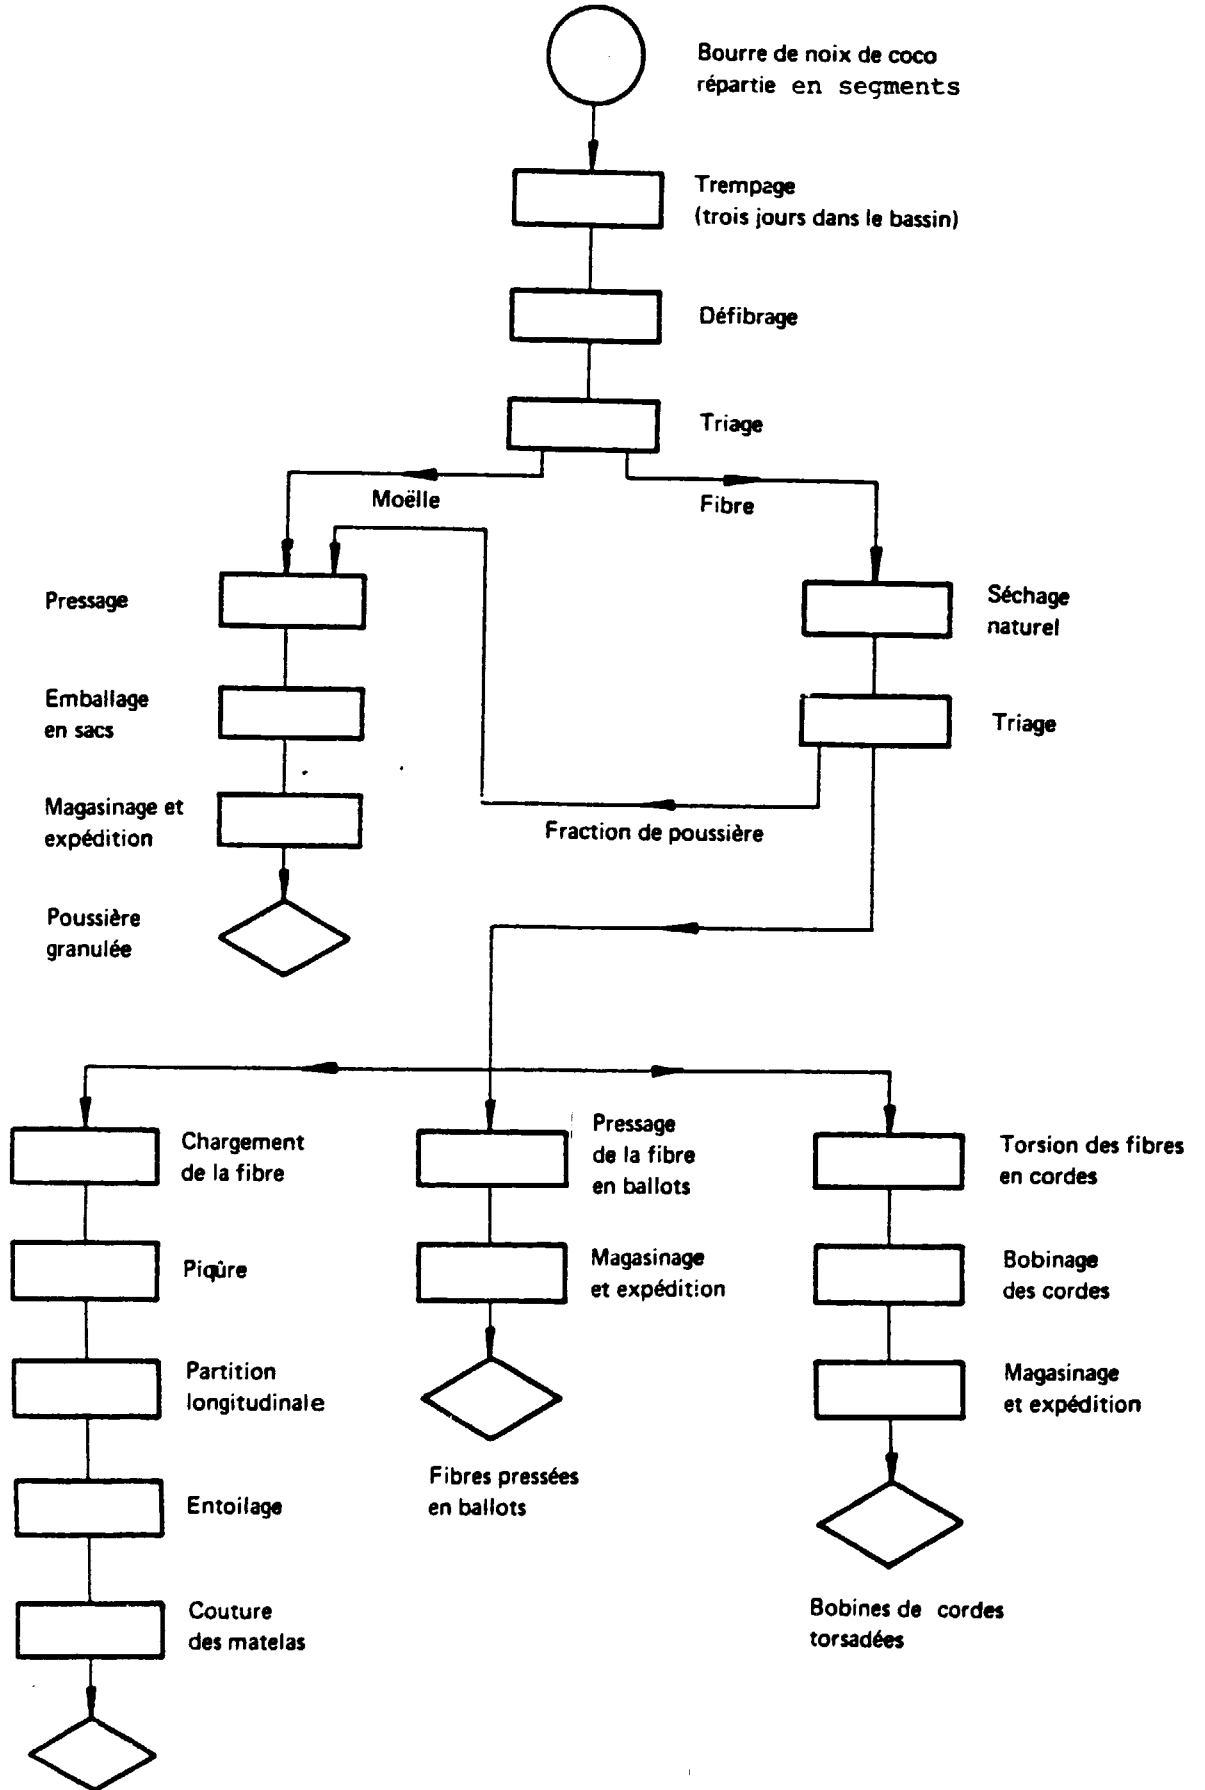 Bourre de noix de coco
répartie en segments
Trempage
(trois jours dans le bassin)
Défibrage
Triage
Moëlle
Fibre
Pressage
Séchage
naturel
Emballage
en sacs
Triage
Magasinage et
expédition
Fraction de poussière
Poussière
granulée
Chargement
de la fibre
Piqûre
Partition
longitudinale
Entoilage
Couture
des matelas
Pressage
de la fibre
en ballots
Magasinage
et expédition
Fibres pressées
en ballots
Torsion des fibres
en cordes
Bobinage
des cordes
Magasinage
et expédition
Bobines de cordes
torsadées